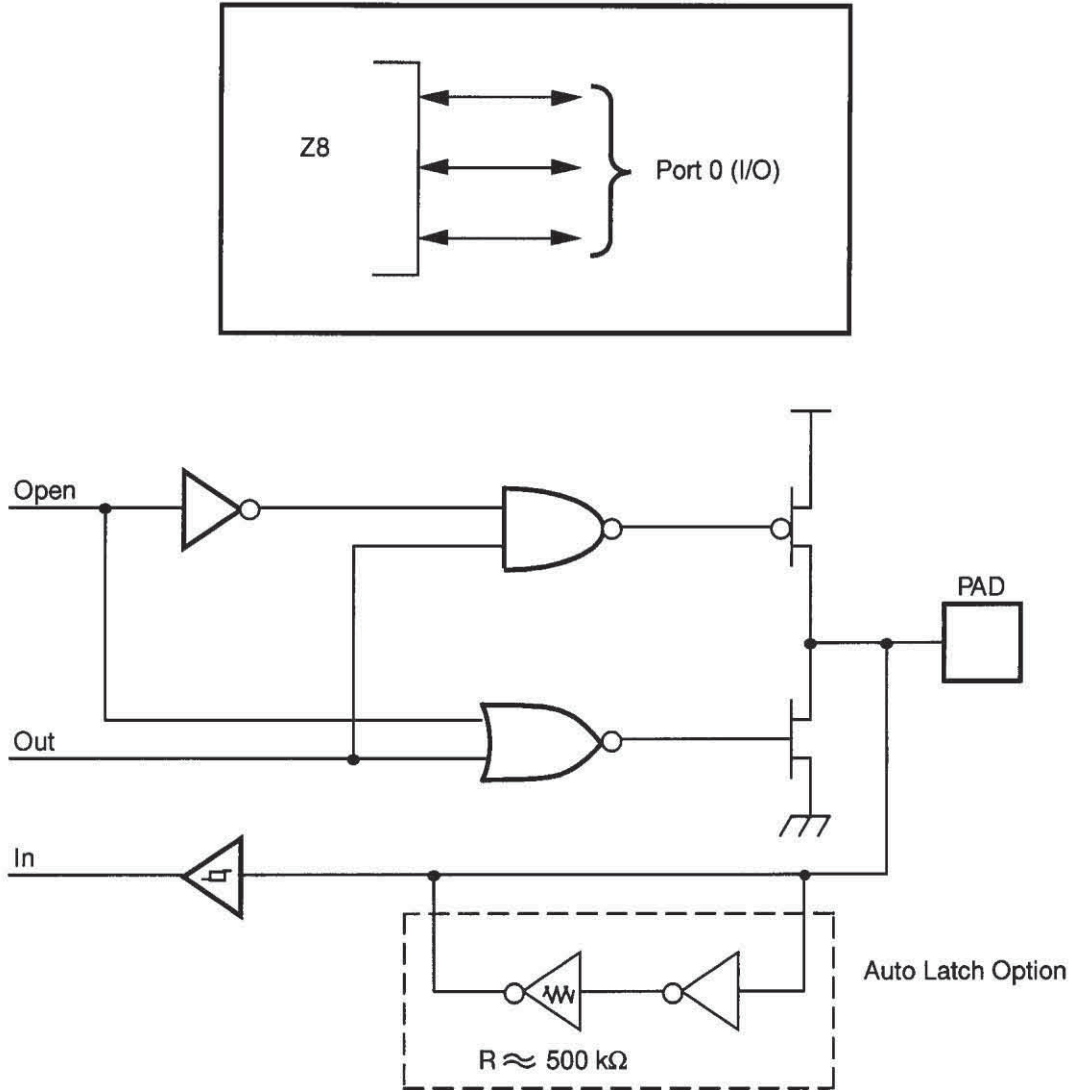 Z8
Port 0 (I/O)
Open
PAD
Out
In
Auto Latch Option
R ≈ 500 kΩ